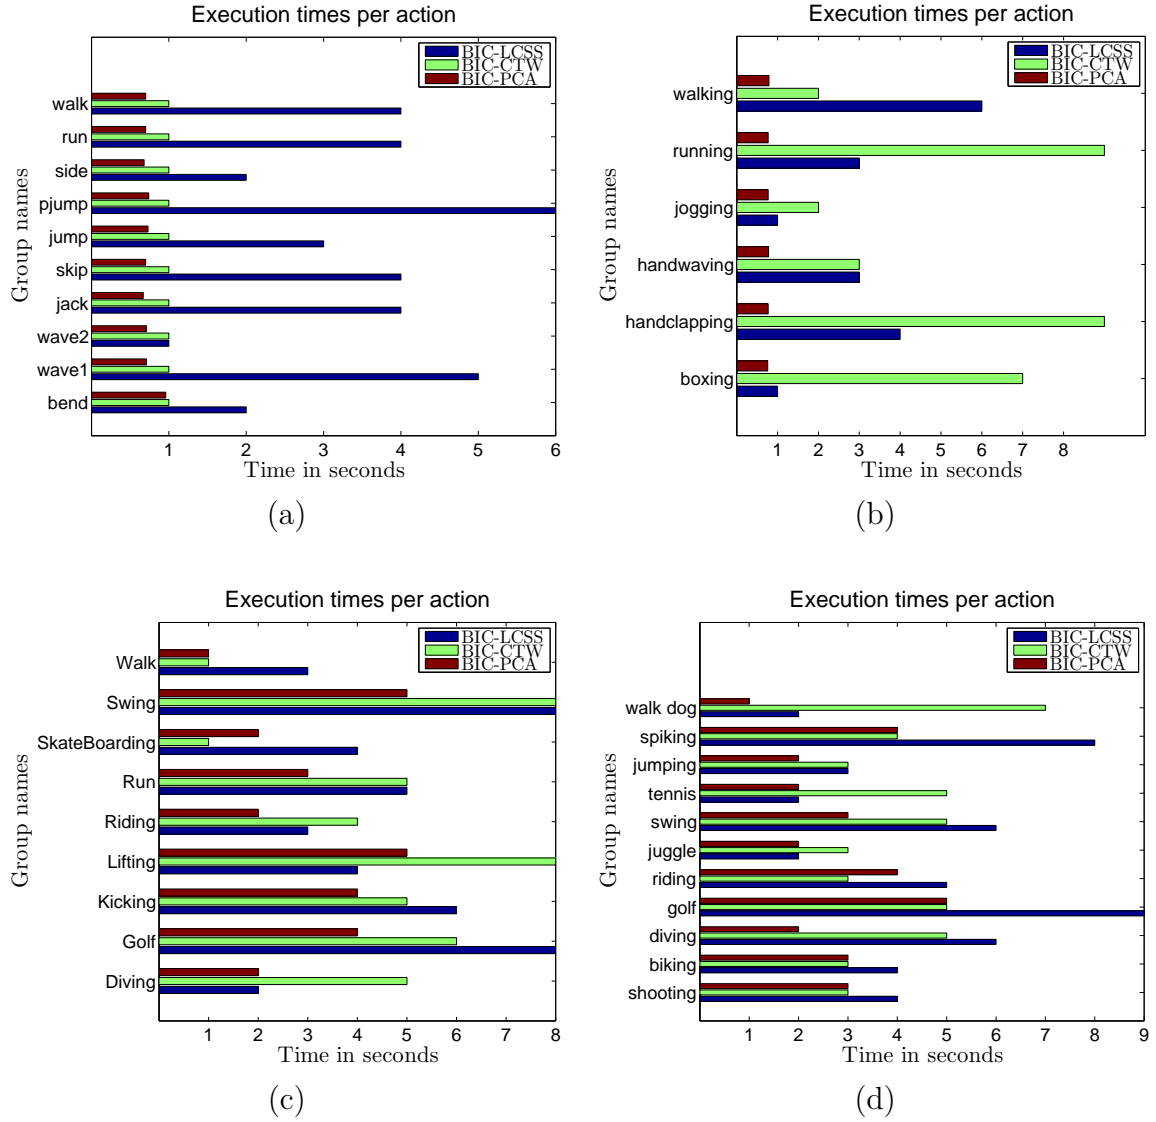 Execution times per action
BIC-LCSS
BIC-CTW
BIC-PCA
Group names
walk
run
side
pjump
jump
skip
jack
wave2
wave1
bend
1 2 3 4 5 6
Time in seconds
(a)
Execution times per action
BIC-LCSS
BIC-CTW
BIC-PCA
Group names
walking
running
jogging
handwaving
handclapping
boxing
1 2 3 4 5 6 7 8
Time in seconds
(b)
Execution times per action
BIC-LCSS
BIC-CTW
BIC-PCA
Group names
Walk
Swing
SkateBoarding
Run
Riding
Lifting
Kicking
Golf
Diving
1 2 3 4 5 6 7 8
Time in seconds
(c)
Execution times per action
BIC-LCSS
BIC-CTW
BIC-PCA
Group names
walk dog
spiking
jumping
tennis
swing
juggle
riding
golf
diving
biking
shooting
1 2 3 4 5 6 7 8 9
Time in seconds
(d)